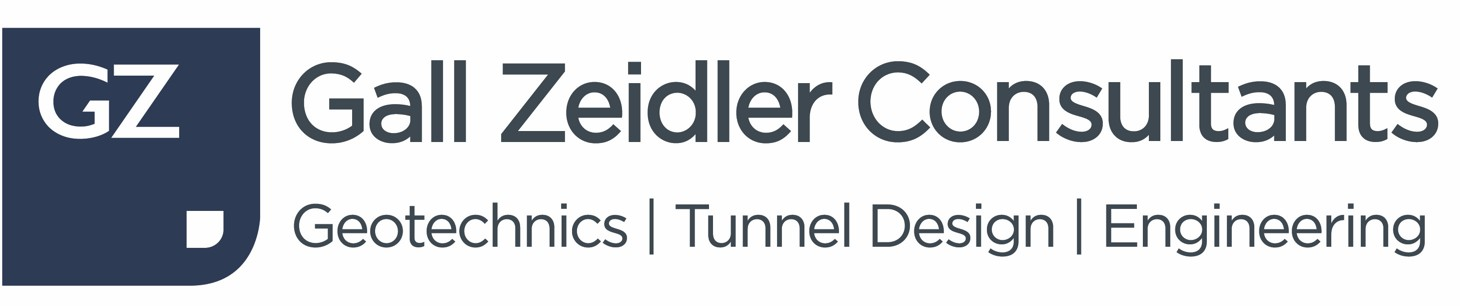 GZ
Gall Zeidler Consultants
Geotechnics | Tunnel Design | Engineering